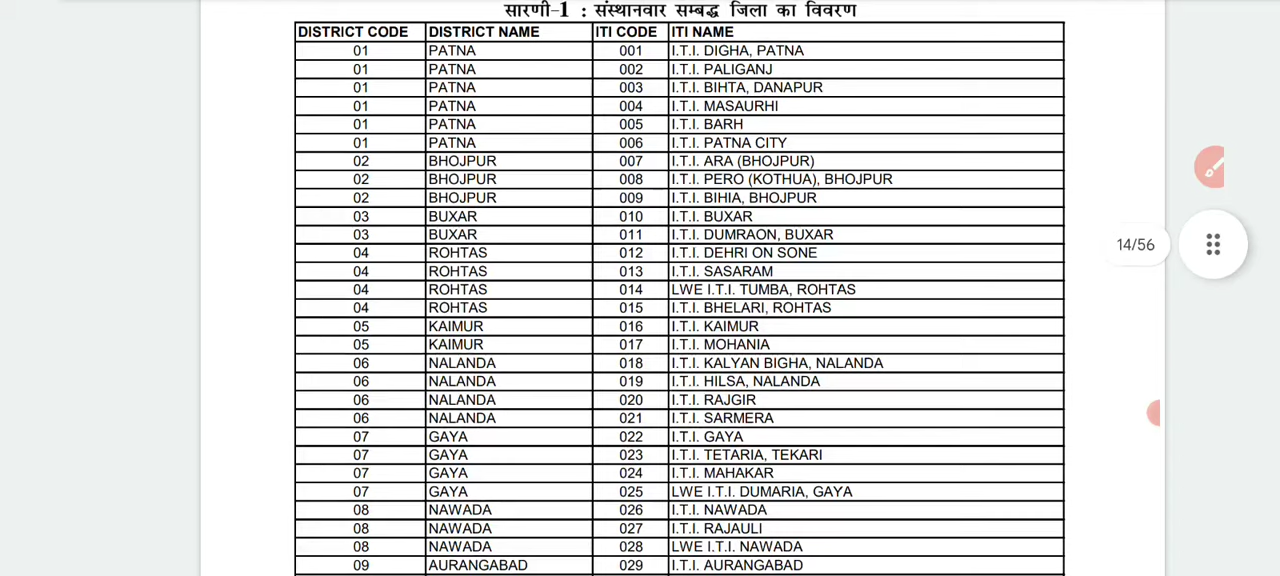 सारणी-1 : संस्थानवार सम्बद्ध जिला का विवरण
DISTRICT CODE DISTRICT NAME ITI CODE ITI NAME
01 PATNA 001 I.T.I. DIGHA, PATNA
01 PATNA 002 I.T.I. PALIGANJ
01 PATNA 003 I.T.I. BIHTA, DANAPUR
01 PATNA 004 I.T.I. MASAURHI
01 PATNA 005 I.T.I. BARH
01 PATNA 006 I.T.I. PATNA CITY
02 BHOJPUR 007 I.T.I. ARA (BHOJPUR)
02 BHOJPUR 008 I.T.I. PERO (KOTHUA), BHOJPUR
02 BHOJPUR 009 I.T.I. BIHIA, BHOJPUR
03 BUXAR 010 I.T.I. BUXAR
03 BUXAR 011 I.T.I. DUMRAON, BUXAR
04 ROHTAS 012 I.T.I. DEHRI ON SONE
04 ROHTAS 013 I.T.I. SASARAM
04 ROHTAS 014 LWE I.T.I. TUMBA, ROHTAS
04 ROHTAS 015 I.T.I. BHELARI, ROHTAS
05 KAIMUR 016 I.T.I. KAIMUR
05 KAIMUR 017 I.T.I. MOHANIA
06 NALANDA 018 I.T.I. KALYAN BIGHA, NALANDA
06 NALANDA 019 I.T.I. HILSA, NALANDA
06 NALANDA 020 I.T.I. RAJGIR
06 NALANDA 021 I.T.I. SARMERA
07 GAYA 022 I.T.I. GAYA
07 GAYA 023 I.T.I. TETARIA, TEKARI
07 GAYA 024 I.T.I. MAHAKAR
07 GAYA 025 LWE I.T.I. DUMARIA, GAYA
08 NAWADA 026 I.T.I. NAWADA
08 NAWADA 027 I.T.I. RAJAULI
08 NAWADA 028 LWE I.T.I. NAWADA
09 AURANGABAD 029 I.T.I. AURANGABAD
14/56